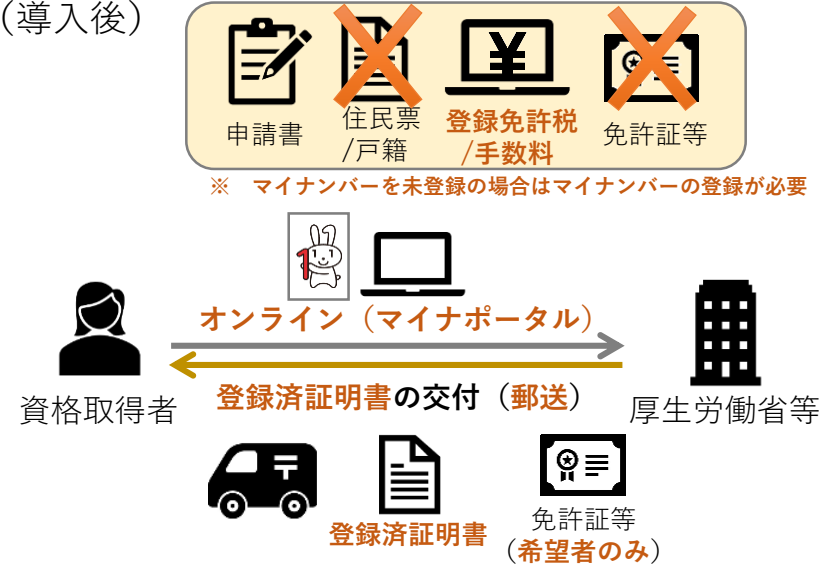 （導入後）
申請書
住民票
/戸籍
登録免許税
/手数料
免許証等
※　マイナンバーを未登録の場合はマイナンバーの登録が必要
オンライン（マイナポータル）
登録済証明書の交付（郵送）
資格取得者
厚生労働省等
登録済証明書
免許証等
（希望者のみ）